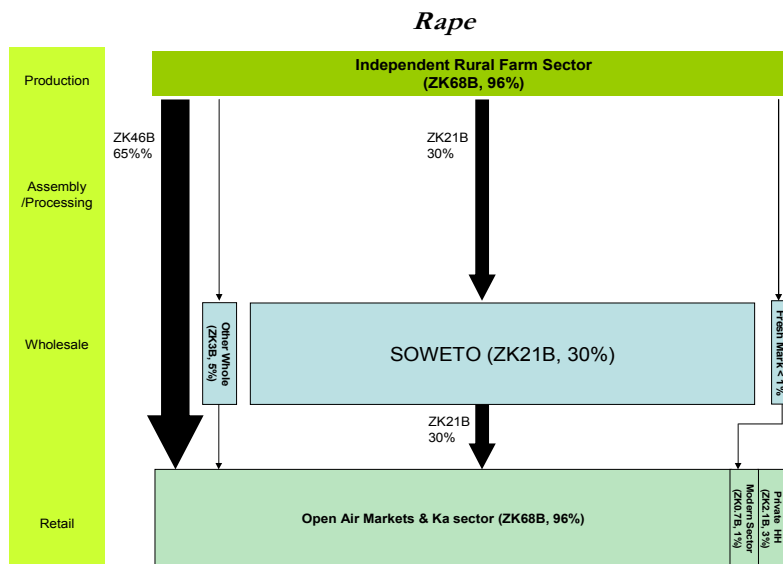 Rape
Production
Independent Rural Farm Sector
(ZK68B, 96%)
ZK46B
65%%
ZK21B
30%
Assembly
/Processing
Wholesale
Other Whole
(ZK3B, 5%)
SOWETO (ZK21B, 30%)
Fresh Mark < 1%
ZK21B
30%
Retail
Open Air Markets & Ka sector (ZK68B, 96%)
Modern Sector
(ZK0.7B, 1%)
Private HH
(ZK2.1B, 3%)